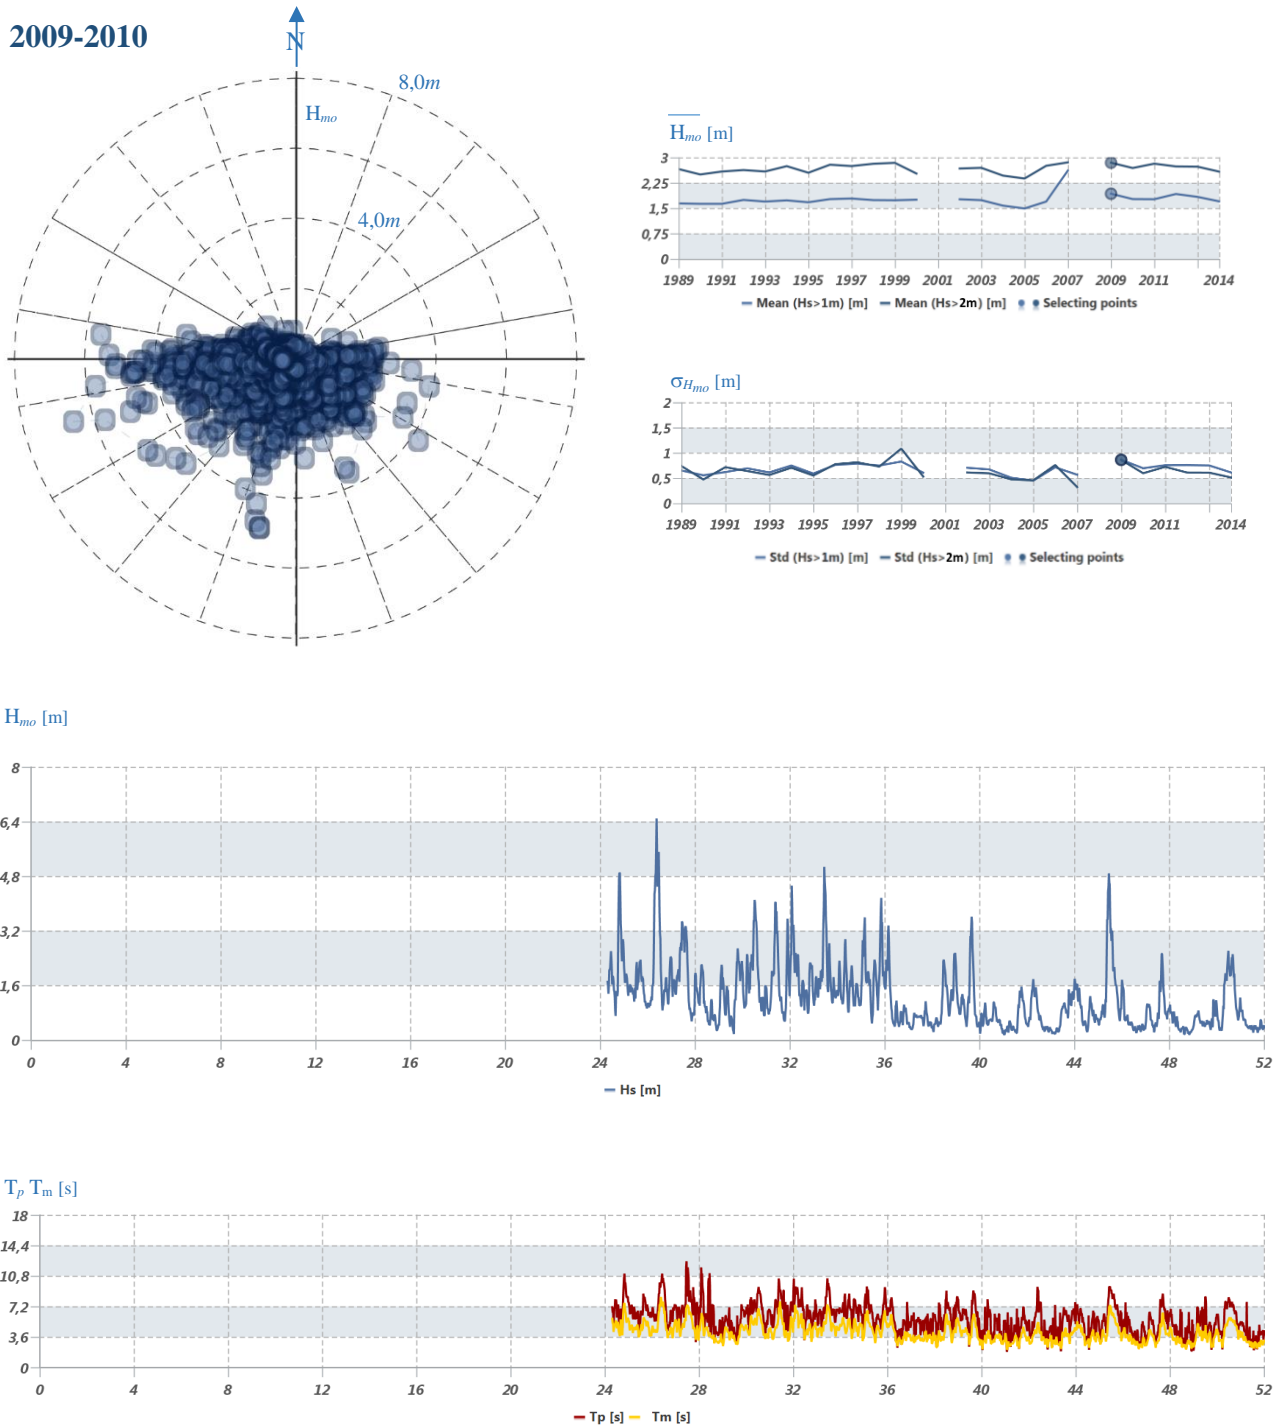 2009-2010
N
8,0m
H_mo
4,0m
H_mo [m]
3
2,25
1,5
0,75
0
1989 1991 1993 1995 1997 1999 2001 2003 2005 2007 2009 2011 2014
Mean (Hs>1m) [m] Mean (Hs>2m) [m] Selecting points
σ_H_mo [m]
2
1,5
1
0,5
0
1989 1991 1993 1995 1997 1999 2001 2003 2005 2007 2009 2011 2014
Std (Hs>1m) [m] Std (Hs>2m) [m] Selecting points
H_mo [m]
8
6,4
4,8
3,2
1,6
0
0 4 8 12 16 20 24 28 32 36 40 44 48 52
Hs [m]
T_p T_m [s]
18
14,4
10,8
7,2
3,6
0
0 4 8 12 16 20 24 28 32 36 40 44 48 52
Tp [s] Tm [s]